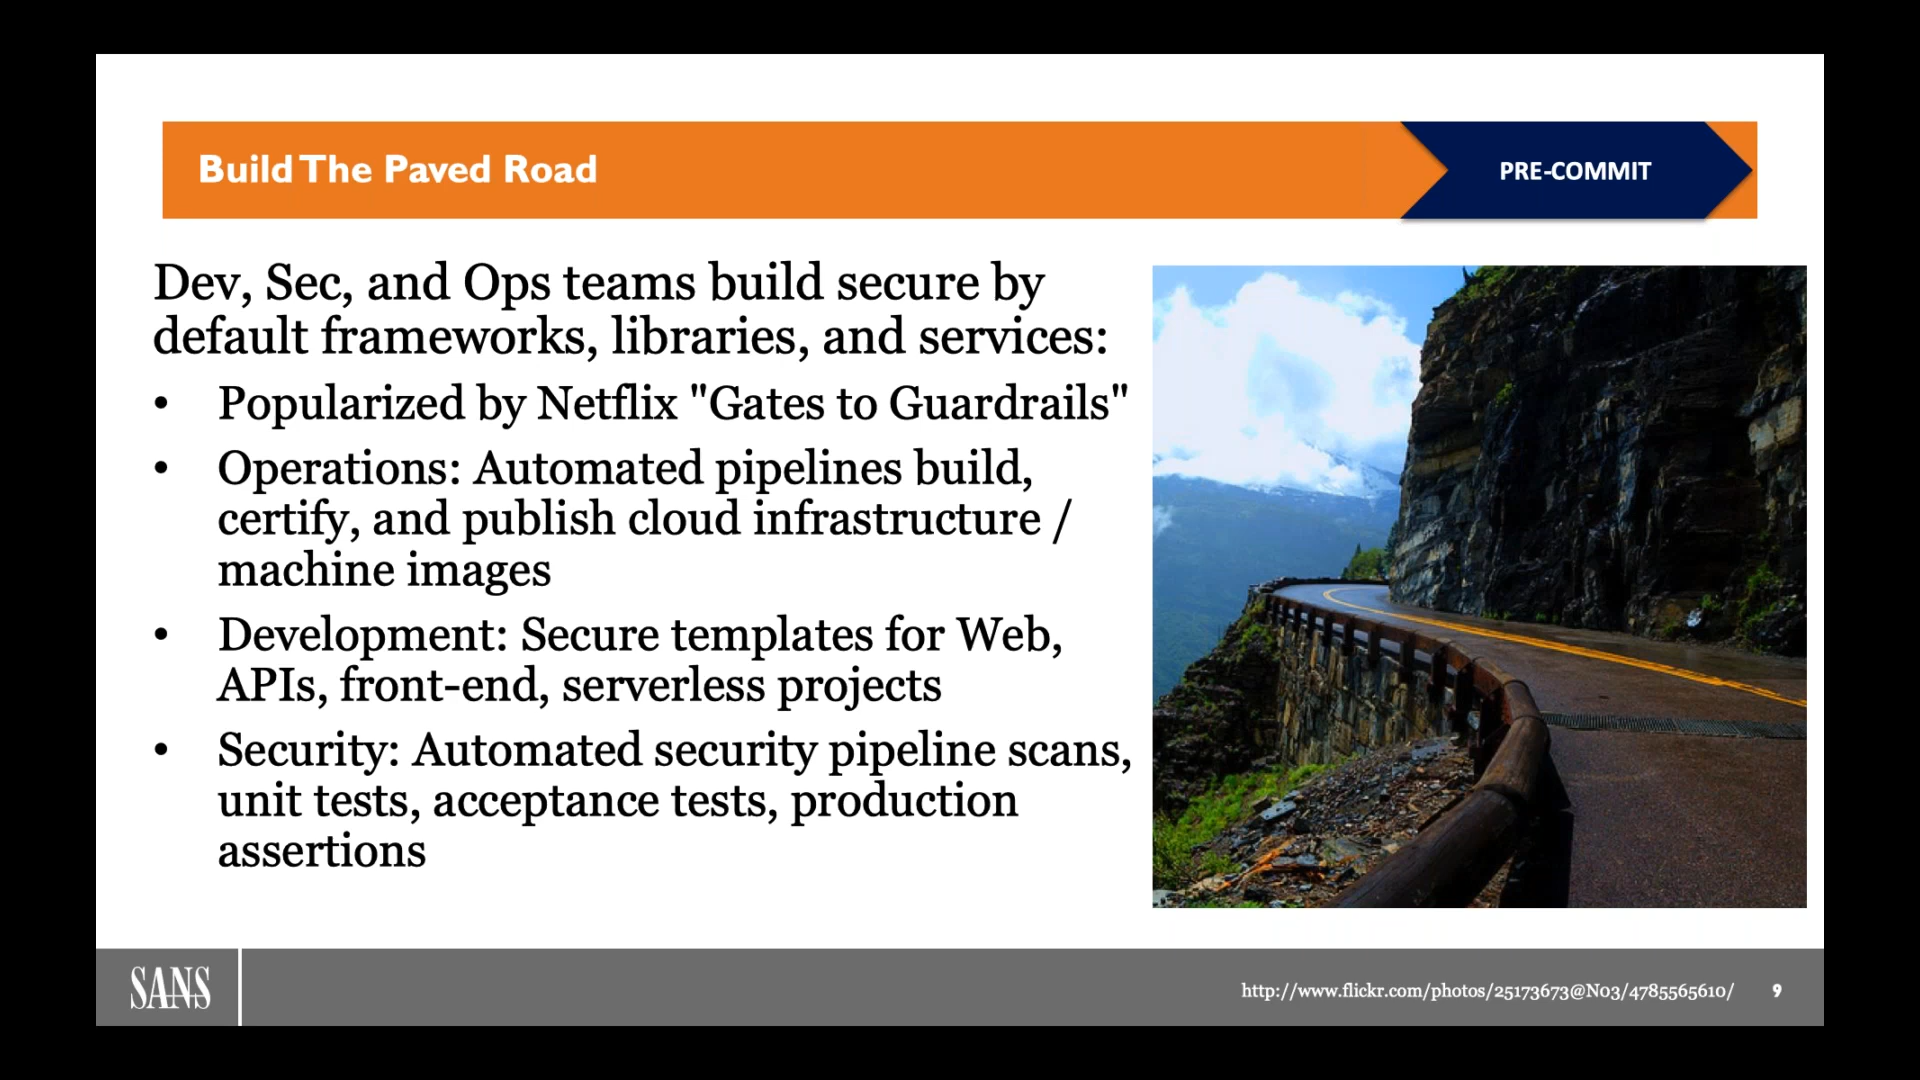 Build The Paved Road
PRE-COMMIT
Dev, Sec, and Ops teams build secure by
default frameworks, libraries, and services:
• Popularized by Netflix "Gates to Guardrails"
• Operations: Automated pipelines build,
certify, and publish cloud infrastructure /
machine images
• Development: Secure templates for Web,
APIs, front-end, serverless projects
• Security: Automated security pipeline scans,
unit tests, acceptance tests, production
assertions
SANS
http://www.flickr.com/photos/25173673@N03/4785565610/
9